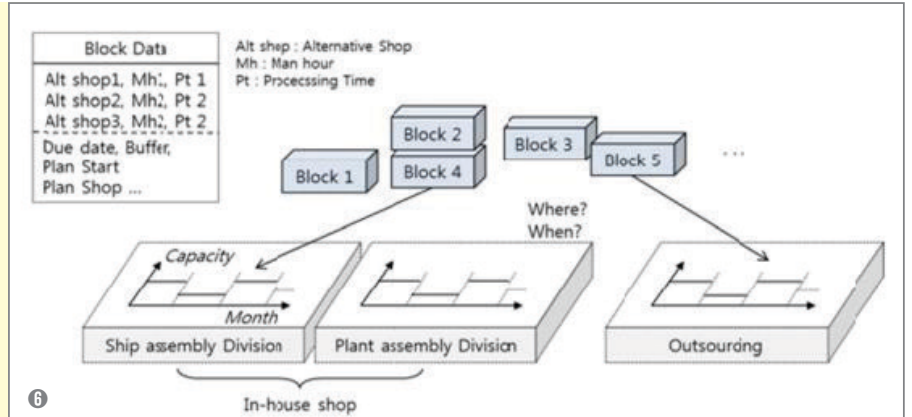 Block Data
Alt shop1, Mh1, Pt 1
Alt shop2, Mh2, Pt 2
Alt shop3, Mh2, Pt 2
Due date, Buffer,
Plan Start
Plan Shop ...
Alt shop : Alternative Shop
Mh : Man hour
Pt : Processsing Time
Block 2
Block 3
Block 1
Block 4
Block 5
...
Where?
When?
Capacity
Month
Ship assembly Division
Plant assembly Division
Outsourcing
In-house shop
6